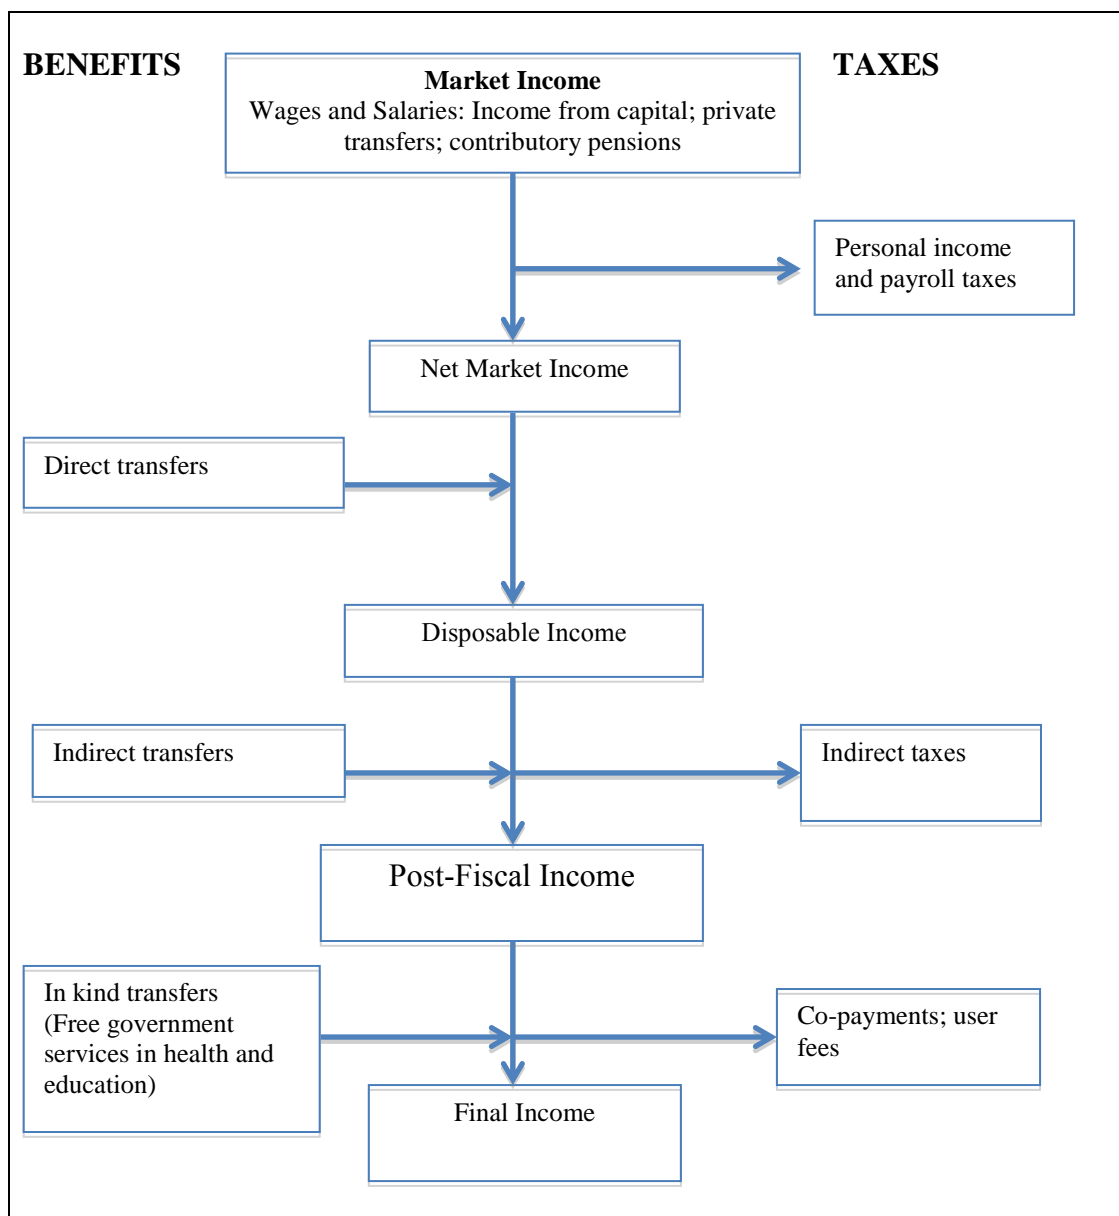 BENEFITS
TAXES
Market Income
Wages and Salaries: Income from capital; private
transfers; contributory pensions
Personal income
and payroll taxes
Net Market Income
Direct transfers
Disposable Income
Indirect transfers
Indirect taxes
Post-Fiscal Income
In kind transfers
(Free government
services in health and
education)
Co-payments; user
fees
Final Income